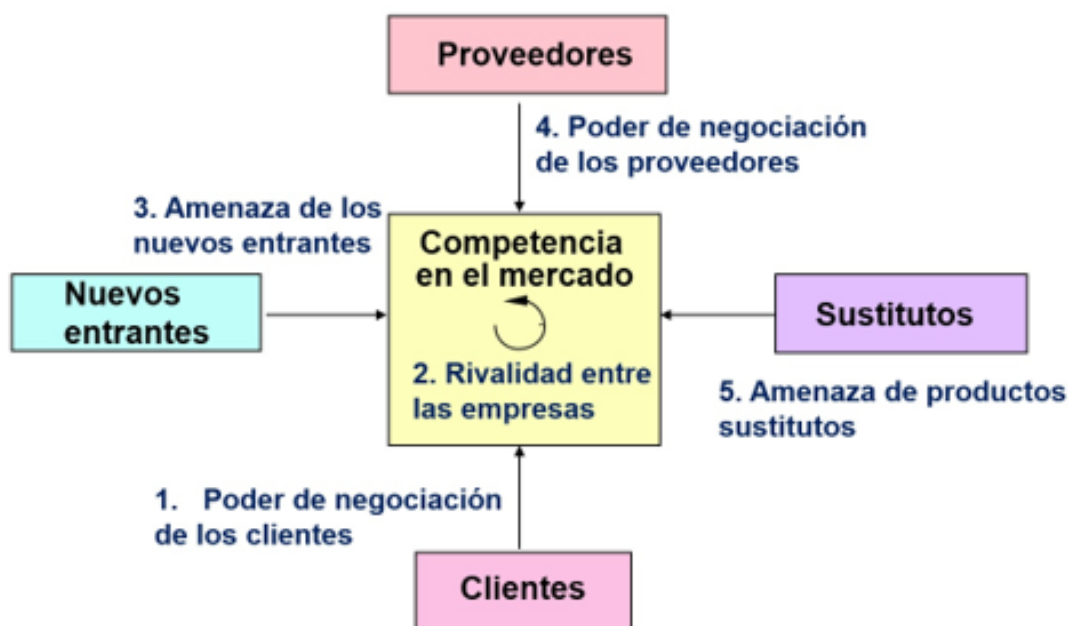 Proveedores
4. Poder de negociación
de los proveedores
3. Amenaza de los
nuevos entrantes
Competencia
en el mercado
Nuevos
entrantes
Sustitutos
2. Rivalidad entre
las empresas
5. Amenaza de productos
sustitutos
1. Poder de negociación
de los clientes
Clientes